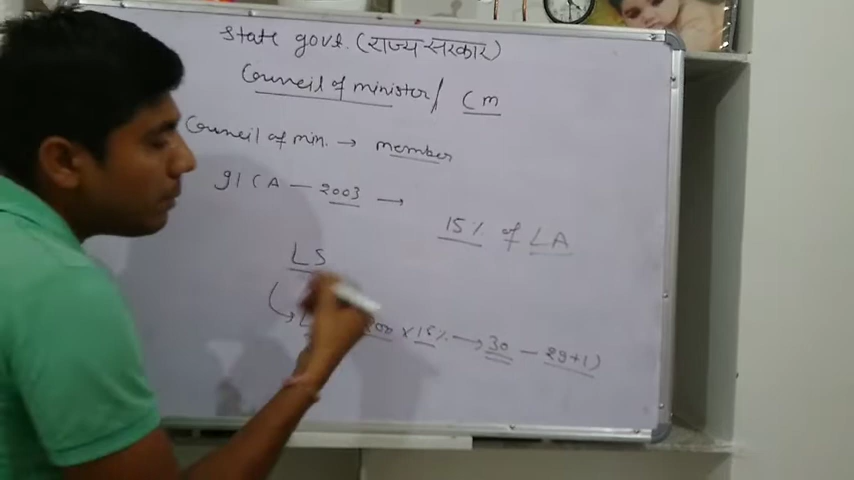 State govt. (राज्य-सरकार)
Council of minister/ CM
Council of min. → member
91 CA — 2003 →
15% of LA
LS
200 × 15% → 30 — 29+1)